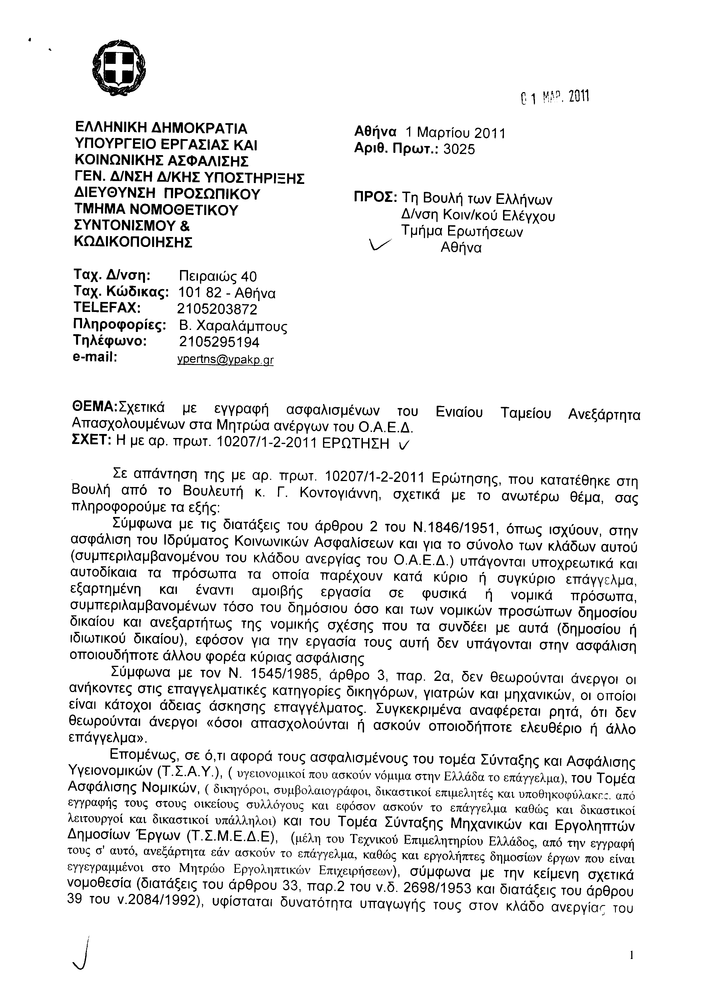 01 ΜΑΡ. 2011
ΕΛΛΗΝΙΚΗ ΔΗΜΟΚΡΑΤΙΑ
ΥΠΟΥΡΓΕΙΟ ΕΡΓΑΣΙΑΣ ΚΑΙ
ΚΟΙΝΩΝΙΚΗΣ ΑΣΦΑΛΙΣΗΣ
ΓΕΝ. Δ/ΝΣΗ Δ/ΚΗΣ ΥΠΟΣΤΗΡΙΞΗΣ
ΔΙΕΥΘΥΝΣΗ ΠΡΟΣΩΠΙΚΟΥ
ΤΜΗΜΑ ΝΟΜΟΘΕΤΙΚΟΥ
ΣΥΝΤΟΝΙΣΜΟΥ &
ΚΩΔΙΚΟΠΟΙΗΣΗΣ
Αθήνα 1 Μαρτίου 2011
Αριθ. Πρωτ.: 3025
ΠΡΟΣ: Τη Βουλή των Ελλήνων
Δ/νση Κοιν/κού Ελέγχου
Τμήμα Ερωτήσεων
Αθήνα
Ταχ. Δ/νση: Πειραιώς 40
Ταχ. Κώδικας: 101 82 - Αθήνα
TELEFAX: 2105203872
Πληροφορίες: Β. Χαραλάμπους
Τηλέφωνο: 2105295194
e-mail: ypertns@ypakp.gr
ΘΕΜΑ:Σχετικά με εγγραφή ασφαλισμένων του Ενιαίου Ταμείου Ανεξάρτητα
Απασχολουμένων στα Μητρώα ανέργων του Ο.Α.Ε.Δ.
ΣΧΕΤ: Η με αρ. πρωτ. 10207/1-2-2011 ΕΡΩΤΗΣΗ
Σε απάντηση της με αρ. πρωτ. 10207/1-2-2011 Ερώτησης, που κατατέθηκε στη
Βουλή από το Βουλευτή κ. Γ. Κοντογιάννη, σχετικά με το ανωτέρω θέμα, σας
πληροφορούμε τα εξής:
Σύμφωνα με τις διατάξεις του άρθρου 2 του Ν.1846/1951, όπως ισχύουν, στην
ασφάλιση του Ιδρύματος Κοινωνικών Ασφαλίσεων και για το σύνολο των κλάδων αυτού
(συμπεριλαμβανομένου του κλάδου ανεργίας του Ο.Α.Ε.Δ.) υπάγονται υποχρεωτικά και
αυτοδίκαια τα πρόσωπα τα οποία παρέχουν κατά κύριο ή συγκύριο επάγγελμα,
εξαρτημένη και έναντι αμοιβής εργασία σε φυσικά ή νομικά πρόσωπα,
συμπεριλαμβανομένων τόσο του δημόσιου όσο και των νομικών προσώπων δημοσίου
δικαίου και ανεξαρτήτως της νομικής σχέσης που τα συνδέει με αυτά (δημοσίου ή
ιδιωτικού δικαίου), εφόσον για την εργασία τους αυτή δεν υπάγονται στην ασφάλιση
οποιουδήποτε άλλου φορέα κύριας ασφάλισης
Σύμφωνα με τον Ν. 1545/1985, άρθρο 3, παρ. 2α, δεν θεωρούνται άνεργοι οι
ανήκοντες στις επαγγελματικές κατηγορίες δικηγόρων, γιατρών και μηχανικών, οι οποίοι
είναι κάτοχοι άδειας άσκησης επαγγέλματος. Συγκεκριμένα αναφέρεται ρητά, ότι δεν
θεωρούνται άνεργοι «όσοι απασχολούνται ή ασκούν οποιοδήποτε ελευθέριο ή άλλο
επάγγελμα».
Επομένως, σε ό,τι αφορά τους ασφαλισμένους του τομέα Σύνταξης και Ασφάλισης
Υγειονομικών (Τ.Σ.Α.Υ.), ( υγειονομικοί που ασκούν νόμιμα στην Ελλάδα το επάγγελμα), του Τομέα
Ασφάλισης Νομικών, ( δικηγόροι, συμβολαιογράφοι, δικαστικοί επιμελητές και υποθηκοφύλακες. από
εγγραφής τους στους οικείους συλλόγους και εφόσον ασκούν το επάγγελμα καθώς και δικαστικοί
λειτουργοί και δικαστικοί υπάλληλοι) και του Τομέα Σύνταξης Μηχανικών και Εργοληπτών
Δημοσίων Έργων (Τ.Σ.Μ.Ε.Δ.Ε), (μέλη του Τεχνικού Επιμελητηρίου Ελλάδος, από την εγγραφή
τους σ' αυτό, ανεξάρτητα εάν ασκούν το επάγγελμα, καθώς και εργολήπτες δημοσίων έργων που είναι
εγγεγραμμένοι στο Μητρώο Εργοληπτικών Επιχειρήσεων), σύμφωνα με την κείμενη σχετικά
νομοθεσία (διατάξεις του άρθρου 33, παρ.2 του ν.δ. 2698/1953 και διατάξεις του άρθρου
39 του ν.2084/1992), υφίσταται δυνατότητα υπαγωγής τους στον κλάδο ανεργίας του
1